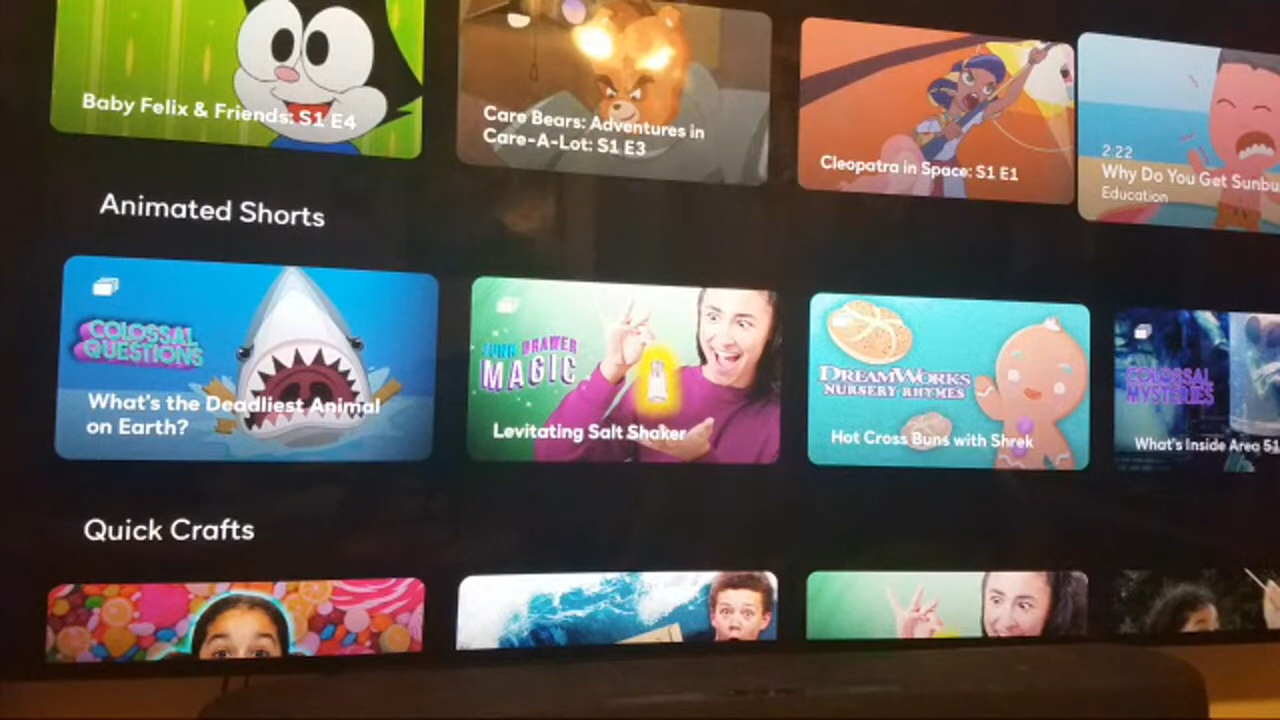 Baby Felix & Friends: S1 E4
Care Bears: Adventures in
Care-A-Lot: S1 E3
Cleopatra in Space: S1 E1
2:22
Why Do You Get Sunbu
Education
Animated Shorts
COLOSSAL
QUESTIONS
What's the Deadliest Animal
on Earth?
JUNK DRAWER
MAGIC
Levitating Salt Shaker
DREAMWORKS
NURSERY RHYMES
Hot Cross Buns with Shrek
COLOSSAL
MYSTERIES
What's Inside Area 51
Quick Crafts